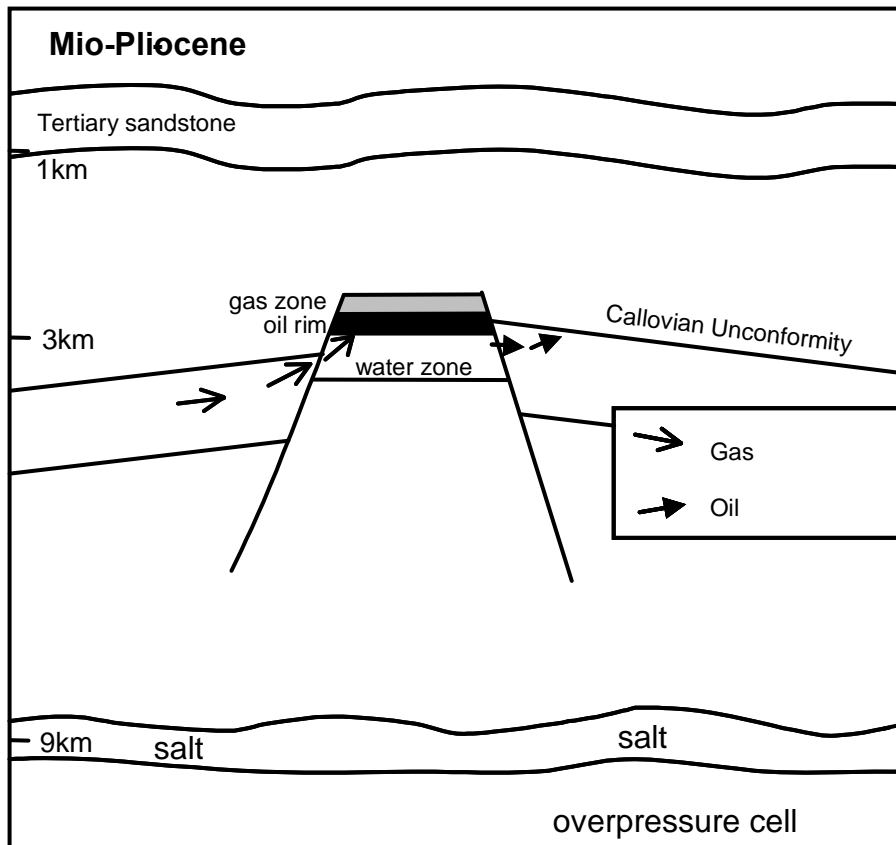 Mio-Pliocene
Tertiary sandstone
1km
gas zone
oil rim
3km
Callovian Unconformity
water zone
Gas
Oil
9km
salt
salt
overpressure cell